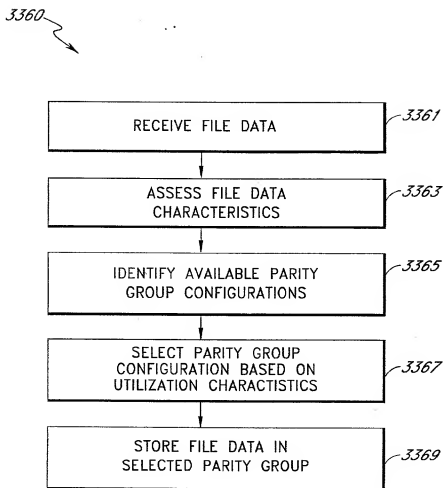 3360
RECEIVE FILE DATA
3361
ASSESS FILE DATA
CHARACTERISTICS
3363
IDENTIFY AVAILABLE PARITY
GROUP CONFIGURATIONS
3365
SELECT PARITY GROUP
CONFIGURATION BASED ON
UTILIZATION CHARACTISTICS
3367
STORE FILE DATA IN
SELECTED PARITY GROUP
3369